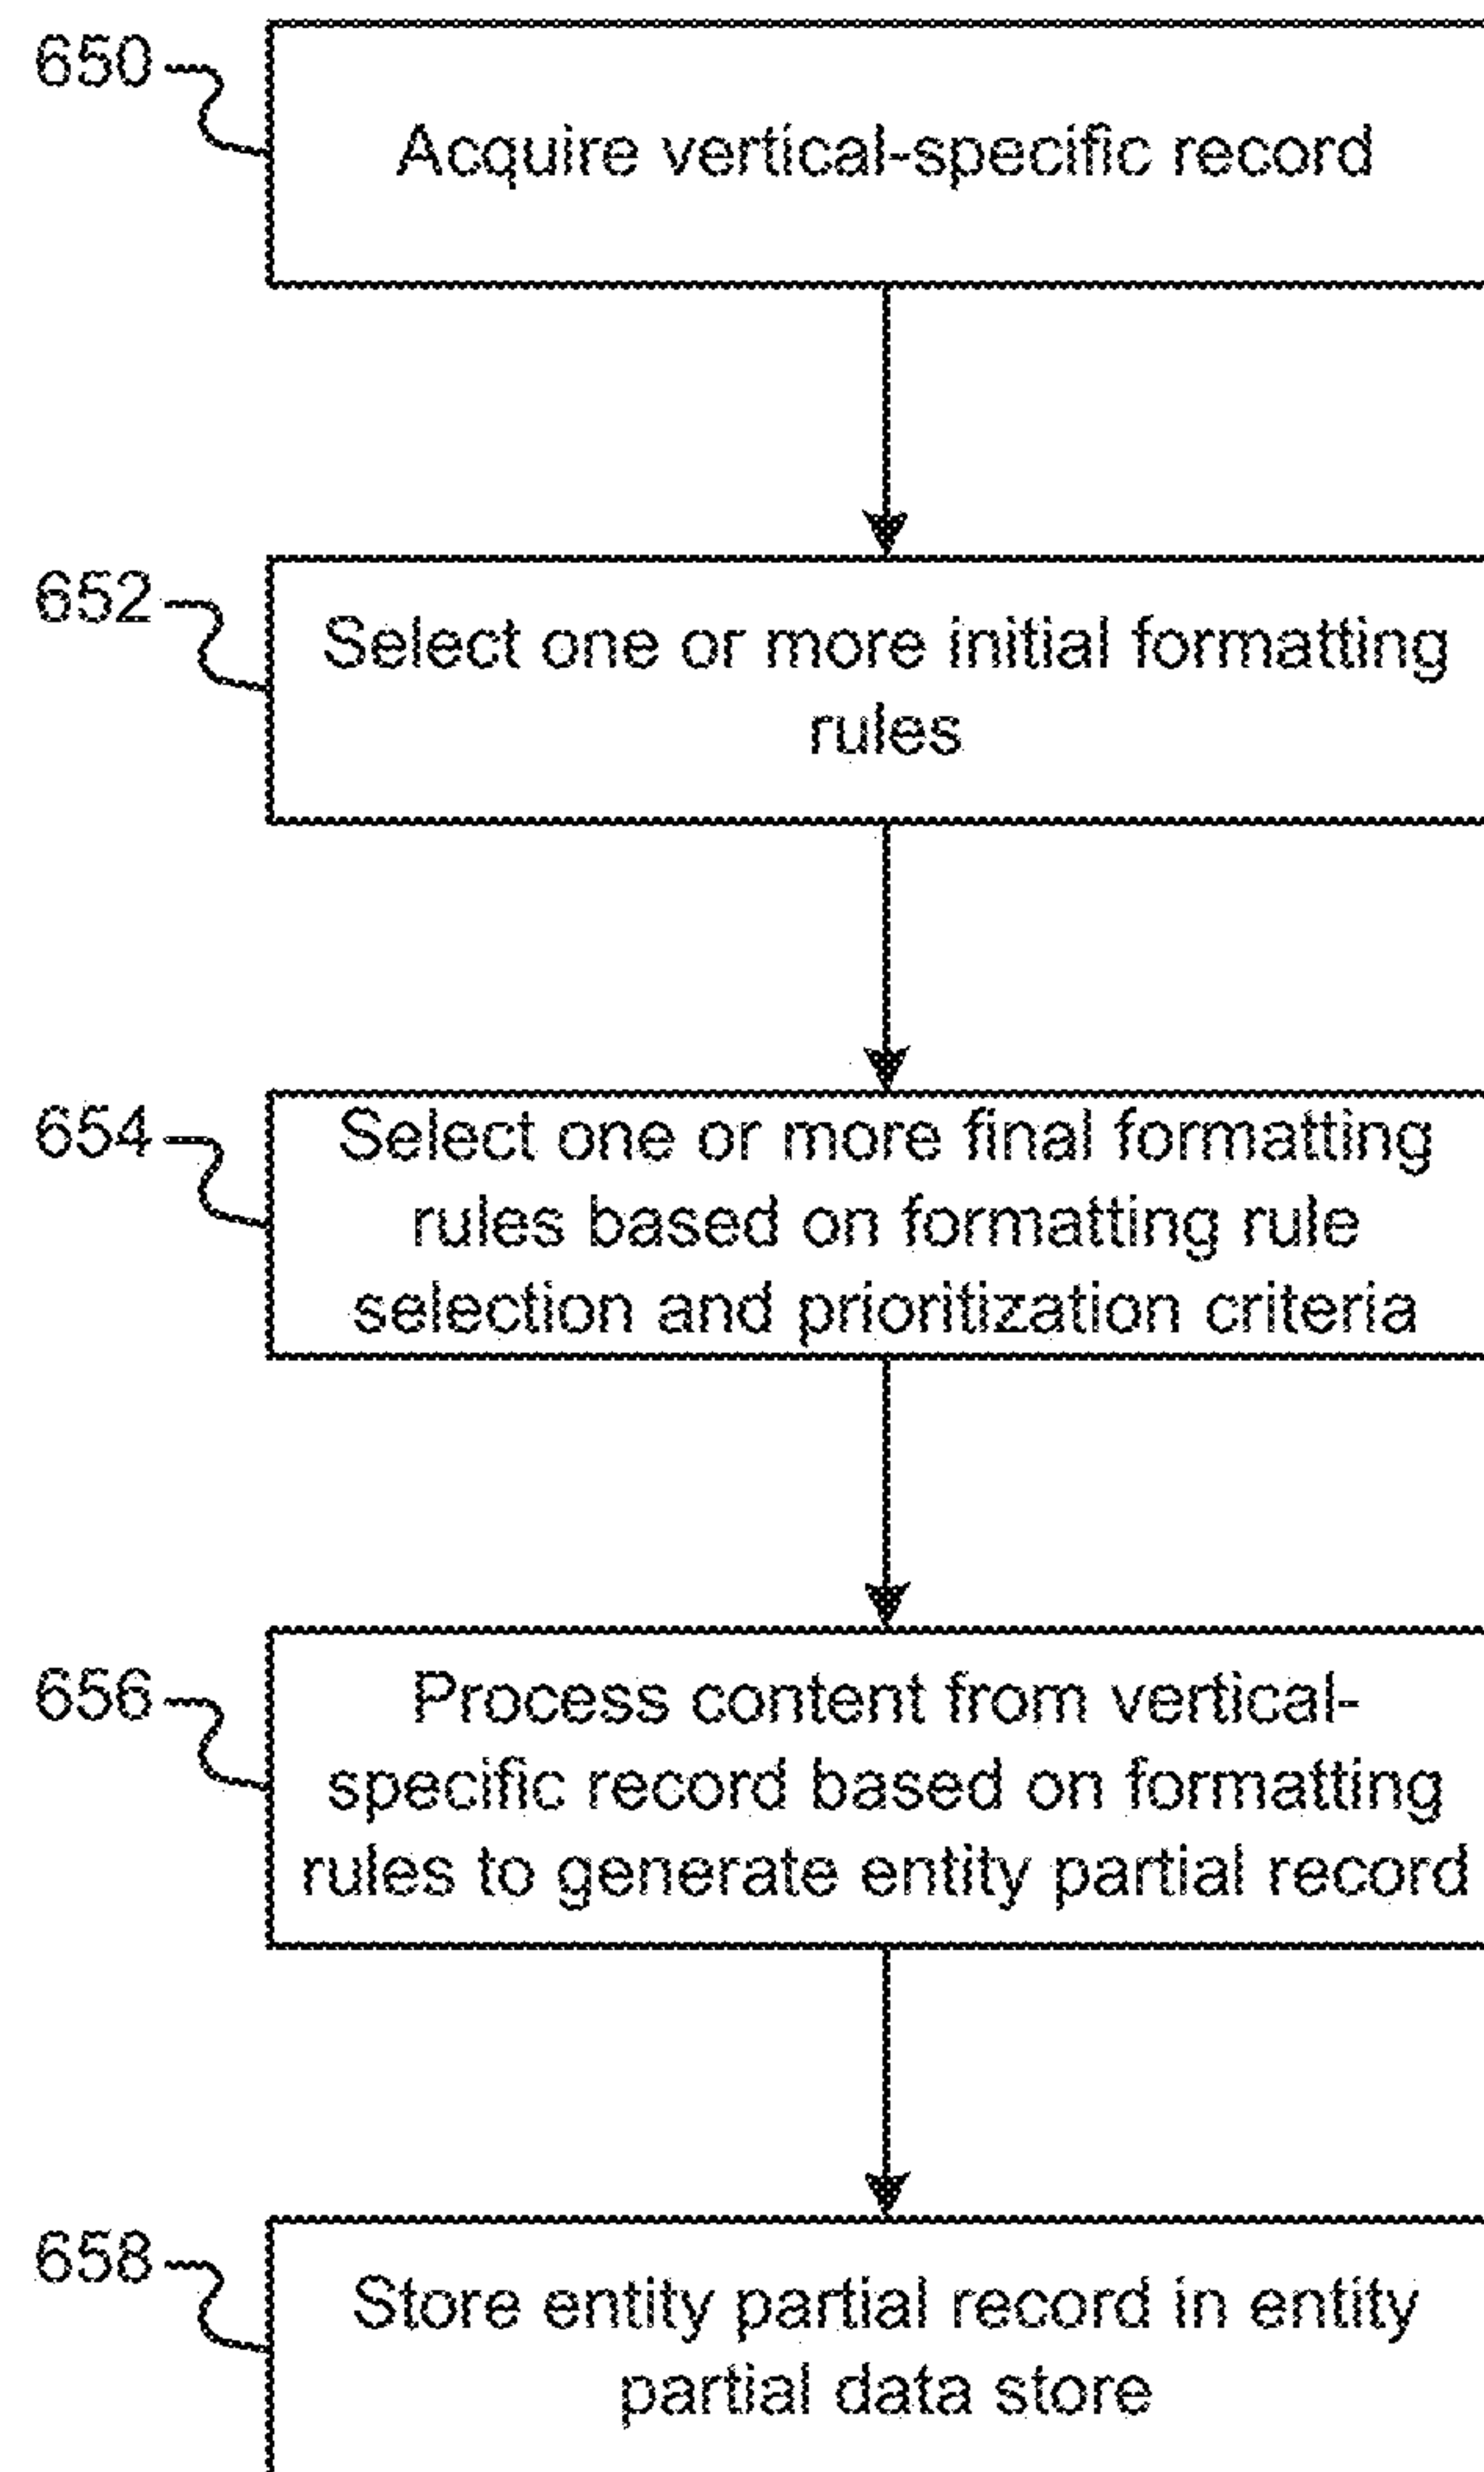 650
Acquire vertical-specific record
652
Select one or more initial formatting
rules
654
Select one or more final formatting
rules based on formatting rule
selection and prioritization criteria
656
Process content from vertical-
specific record based on formatting
rules to generate entity partial record
658
Store entity partial record in entity
partial data store